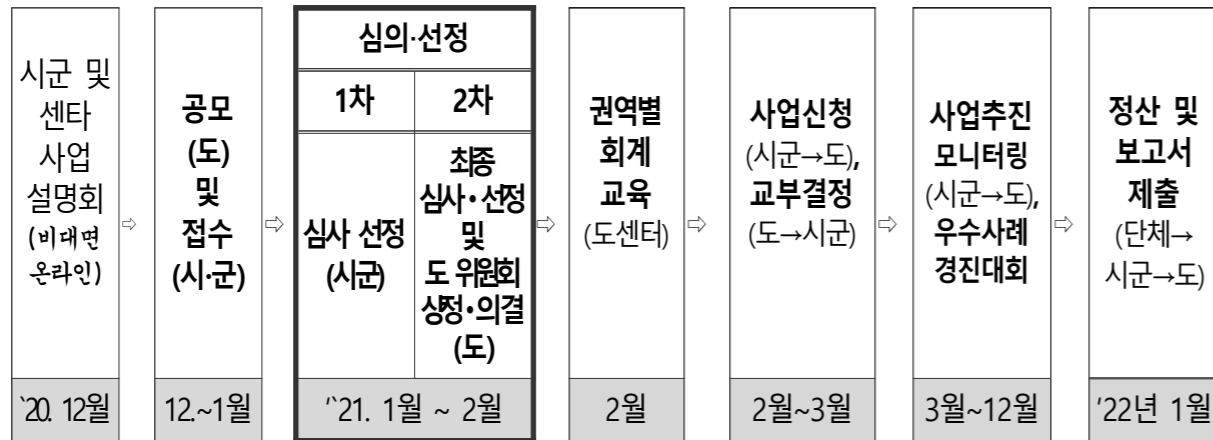 시군 및
센타
사업
설명회
(비대면
온라인)
`20. 12월
⇨
공모
(도)
및
접수
(시·군)
12.~1월
⇨
심의·선정
1차
심사 선정
(시군)
2차
최종
심사·선정
및
도 위원회
상정·의결
(도)
'`21. 1월 ~ 2월
⇨
권역별
회계
교육
(도센터)
2월
⇨
사업신청
(시군→도),
교부결정
(도→시군)
2월~3월
⇨
사업추진
모니터링
(시군→도),
우수사례
경진대회
3월~12월
⇨
정산 및
보고서
제출
(단체→
시군→도)
'22년 1월